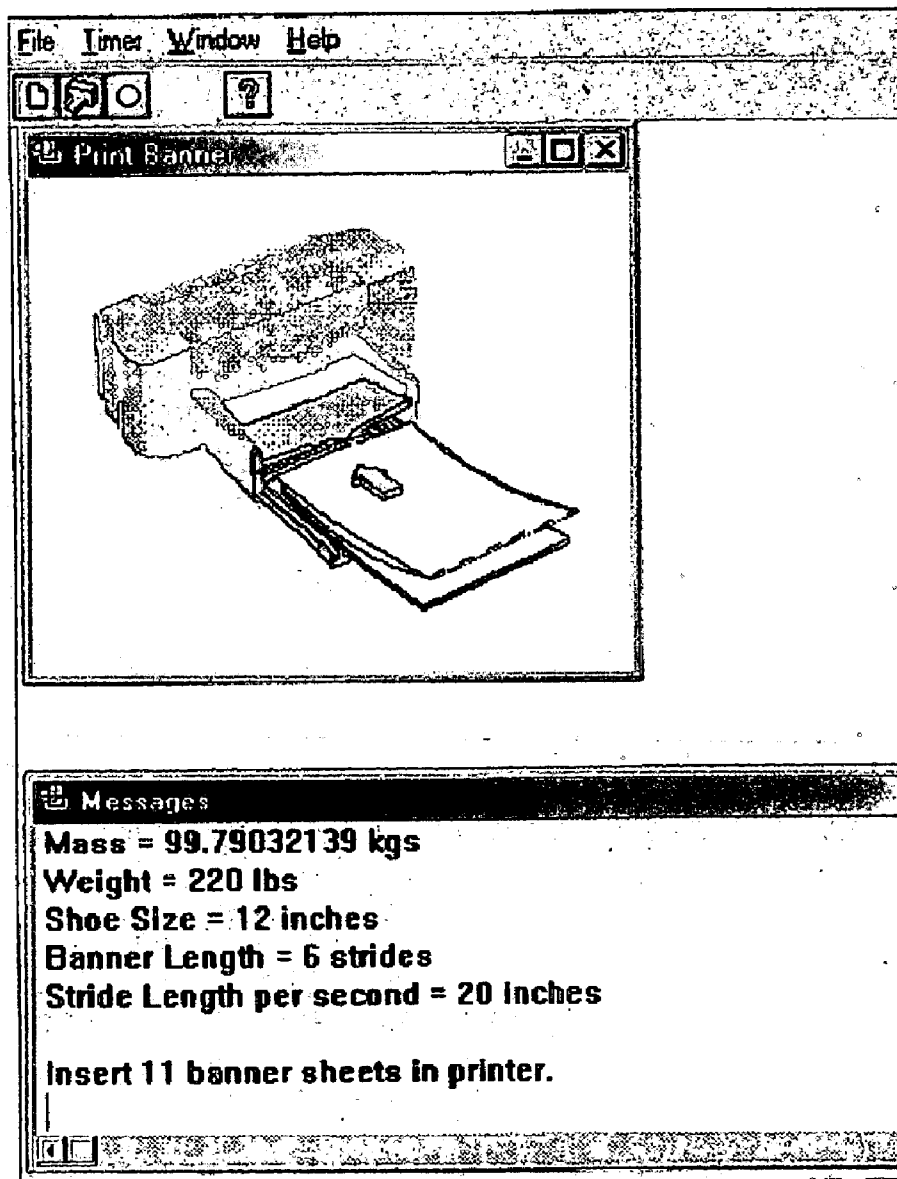 File Timer Window Help
?
Print Banner
Messages
Mass = 99.79032139 kgs
Weight = 220 lbs
Shoe Size = 12 inches
Banner Length = 6 strides
Stride Length per second = 20 inches
Insert 11 banner sheets in printer.